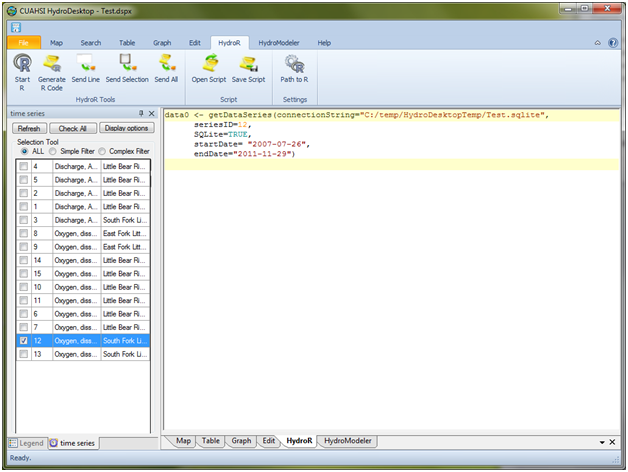 CUAHSI HydroDesktop - Test.dspx
File Map Search Table Graph Edit HydroR HydroModeler Help
Start R Generate R Code Send Line Send Selection Send All Open Script Save Script Path to R
HydroR Tools Script Settings
time series
Refresh Check All Display options
Selection Tool
ALL Simple Filter Complex Filter
4 Discharge, A... Little Bear Ri...
5 Discharge, A... Little Bear Ri...
2 Discharge, A... Little Bear Ri...
1 Discharge, A... Little Bear Ri...
3 Discharge, A... South Fork Li...
8 Oxygen, diss... East Fork Litt...
9 Oxygen, diss... East Fork Litt...
14 Oxygen, diss... Little Bear Ri...
15 Oxygen, diss... Little Bear Ri...
10 Oxygen, diss... Little Bear Ri...
11 Oxygen, diss... Little Bear Ri...
6 Oxygen, diss... Little Bear Ri...
7 Oxygen, diss... Little Bear Ri...
12 Oxygen, diss... South Fork Li...
13 Oxygen, diss... South Fork Li...
Legend time series
data0 <- getDataSeries(connectionString="C:/temp/HydroDesktopTemp/Test.sqlite",
seriesID=12,
SQLite=TRUE,
startDate= "2007-07-26",
endDate="2011-11-29")
Map Table Graph Edit HydroR HydroModeler
Ready.